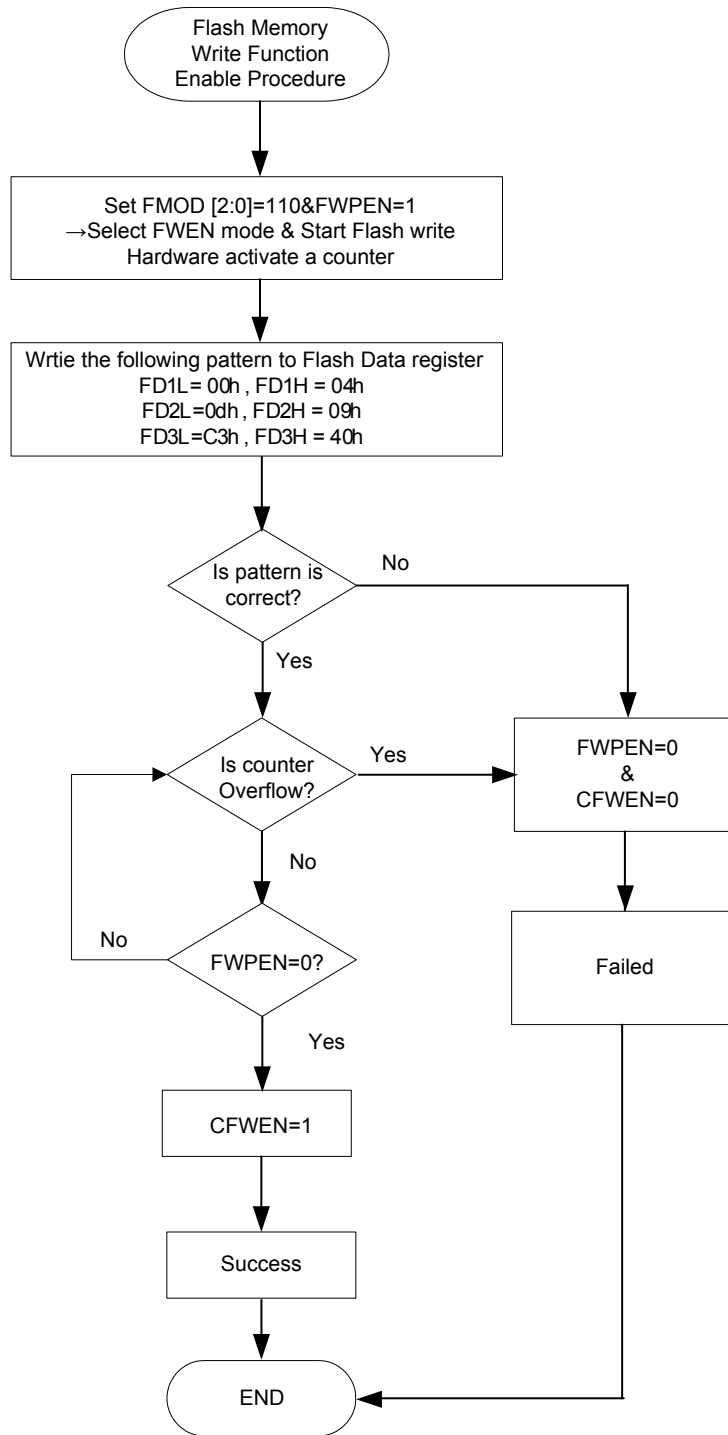 Flash Memory
Write Function
Enable Procedure
Set FMOD [2:0]=110&FWPEN=1
→Select FWEN mode & Start Flash write
Hardware activate a counter
Wrtie the following pattern to Flash Data register
FD1L= 00h , FD1H = 04h
FD2L=0dh , FD2H = 09h
FD3L=C3h , FD3H = 40h
Is pattern is
correct?
No
Yes
Is counter
Overflow?
Yes
FWPEN=0
&
CFWEN=0
No
No
FWPEN=0?
Failed
Yes
CFWEN=1
Success
END